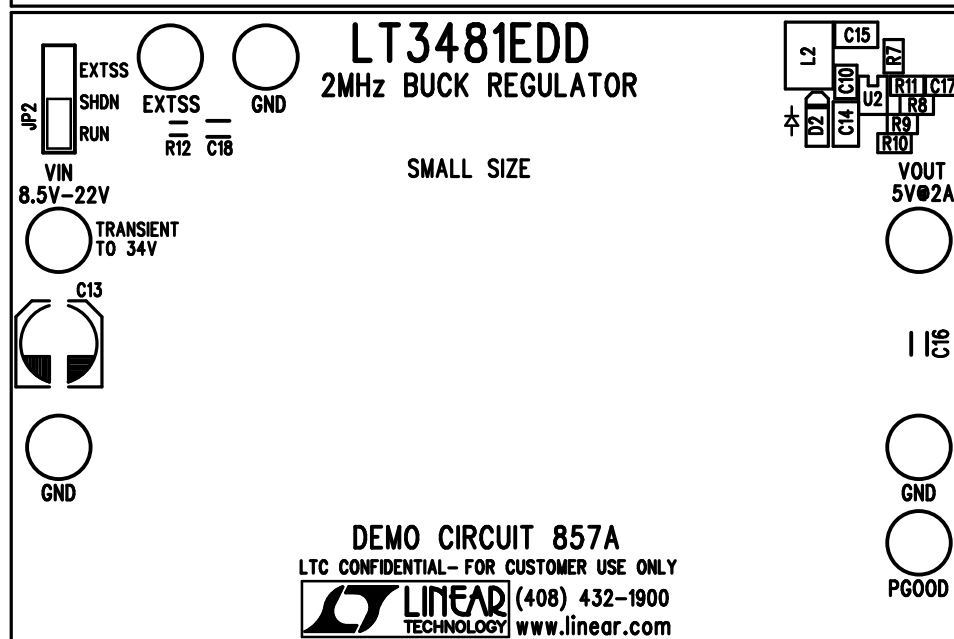 LT3481EDD
2MHz BUCK REGULATOR
SMALL SIZE
JP2
EXTSS
SHDN
RUN
EXTSS
GND
R12
C18
VIN
8.5V-22V
TRANSIENT
TO 34V
C13
GND
L2
C15
R7
C10
U2
R11
C17
R8
R9
R10
D2
C14
VOUT
5V@2A
C16
GND
PGOOD
DEMO CIRCUIT 857A
LTC CONFIDENTIAL- FOR CUSTOMER USE ONLY
LINEAR
TECHNOLOGY
(408) 432-1900
www.linear.com